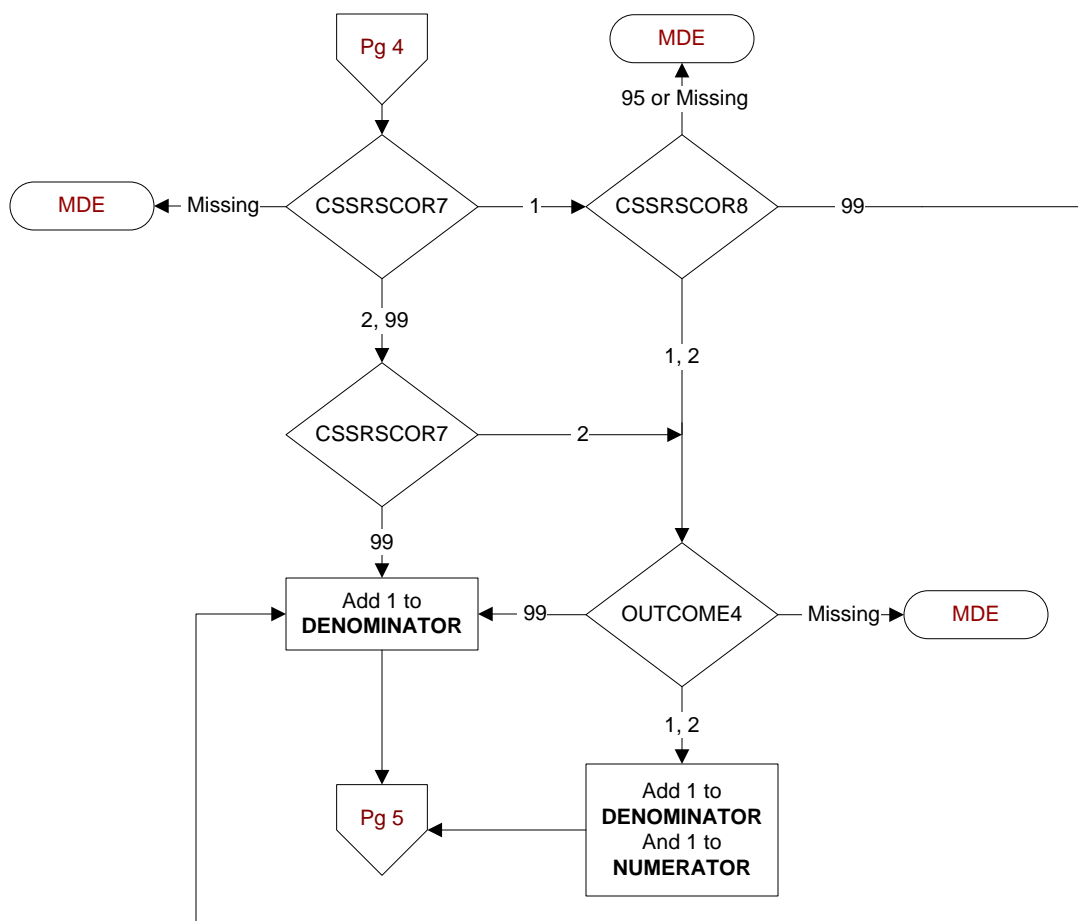 Pg 4
MDE
95 or Missing
MDE
Missing
CSSRSCOR7
1
CSSRSCOR8
99
2, 99
1, 2
CSSRSCOR7
2
99
Add 1 to
DENOMINATOR
99
OUTCOME4
Missing
MDE
1, 2
Pg 5
Add 1 to
DENOMINATOR
And 1 to
NUMERATOR